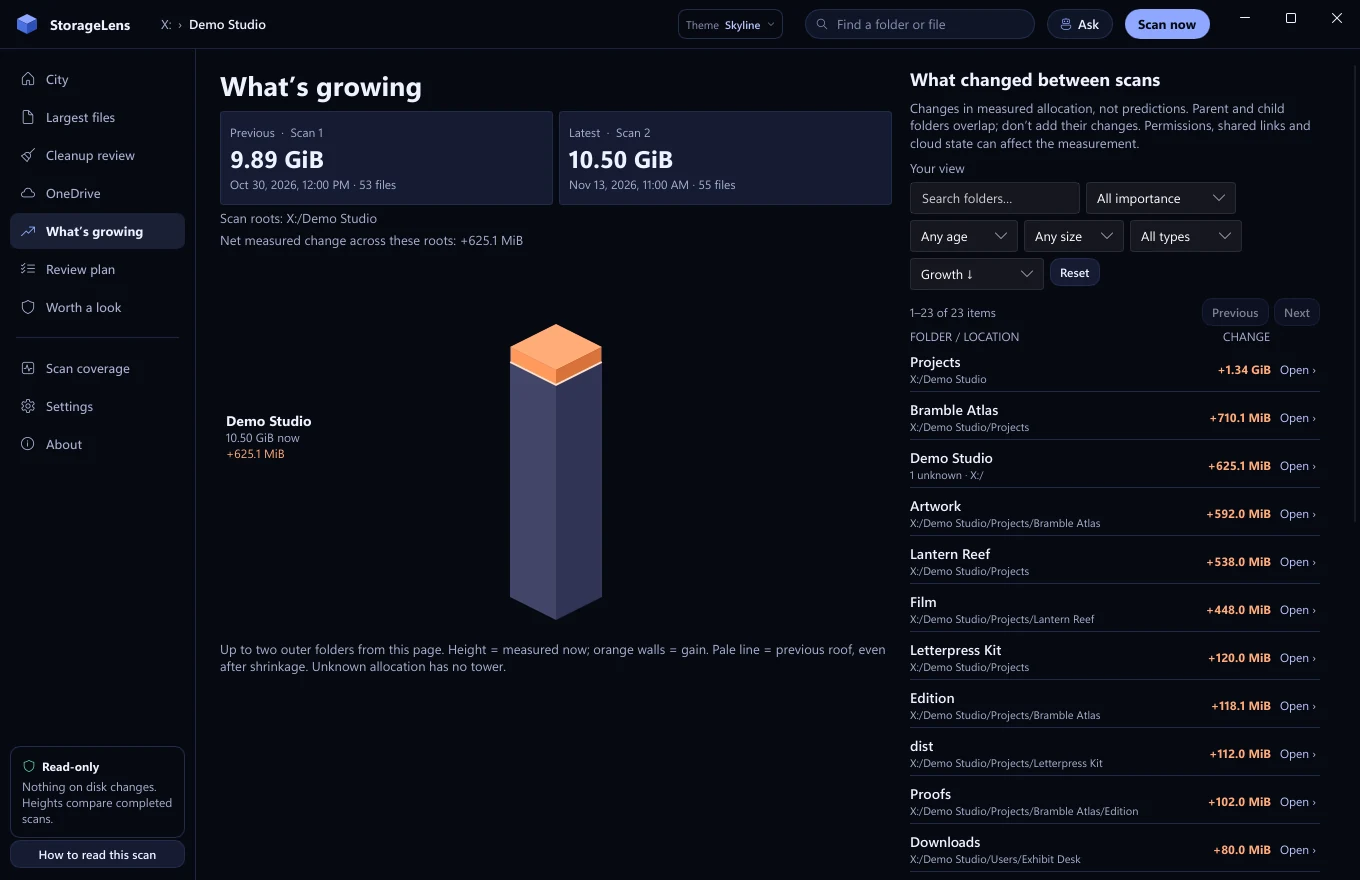 StorageLens
X: › Demo Studio
Theme Skyline
Find a folder or file
Ask
Scan now
City
Largest files
Cleanup review
OneDrive
What's growing
Review plan
Worth a look
Scan coverage
Settings
About
Read-only
Nothing on disk changes.
Heights compare completed
scans.
How to read this scan
What's growing
Previous · Scan 1
9.89 GiB
Oct 30, 2026, 12:00 PM · 53 files
Latest · Scan 2
10.50 GiB
Nov 13, 2026, 11:00 AM · 55 files
Scan roots: X:/Demo Studio
Net measured change across these roots: +625.1 MiB
Demo Studio
10.50 GiB now
+625.1 MiB
Up to two outer folders from this page. Height = measured now; orange walls = gain. Pale line = previous roof, even
after shrinkage. Unknown allocation has no tower.
What changed between scans
Changes in measured allocation, not predictions. Parent and child
folders overlap; don't add their changes. Permissions, shared links and
cloud state can affect the measurement.
Your view
Search folders...
All importance
Any age
Any size
All types
Growth ↓
Reset
1–23 of 23 items
Previous
Next
FOLDER / LOCATION
CHANGE
Projects
X:/Demo Studio
+1.34 GiB Open ›
Bramble Atlas
X:/Demo Studio/Projects
+710.1 MiB Open ›
Demo Studio
1 unknown · X:/
+625.1 MiB Open ›
Artwork
X:/Demo Studio/Projects/Bramble Atlas
+592.0 MiB Open ›
Lantern Reef
X:/Demo Studio/Projects
+538.0 MiB Open ›
Film
X:/Demo Studio/Projects/Lantern Reef
+448.0 MiB Open ›
Letterpress Kit
X:/Demo Studio/Projects
+120.0 MiB Open ›
Edition
X:/Demo Studio/Projects/Bramble Atlas
+118.1 MiB Open ›
dist
X:/Demo Studio/Projects/Letterpress Kit
+112.0 MiB Open ›
Proofs
X:/Demo Studio/Projects/Bramble Atlas/Edition
+102.0 MiB Open ›
Downloads
X:/Demo Studio/Users/Exhibit Desk
+80.0 MiB Open ›